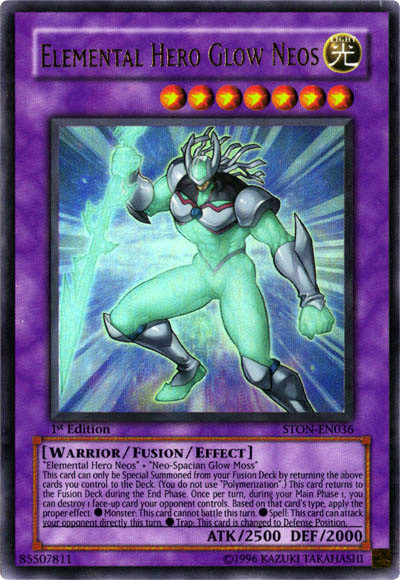 ELEMENTAL HERO GLOW NEOS
LIGHT
光
1st Edition STON-EN036
[WARRIOR/FUSION/EFFECT]
"Elemental Hero Neos" + "Neo-Spacian Glow Moss"
This card can only be Special Summoned from your Fusion Deck by returning the above
cards you control to the Deck. (You do not use "Polymerization".) This card returns
to the Fusion Deck during the End Phase. Once per turn, during your Main Phase 1, you
can destroy 1 face-up card your opponent controls. Based on that card's type, apply the
proper effect. ●Monster: This card cannot battle this turn. ●Spell: This card can attack
your opponent directly this turn. ●Trap: This card is changed to Defense Position.
ATK/2500 DEF/2000
85507811 ©1996 KAZUKI TAKAHASHI